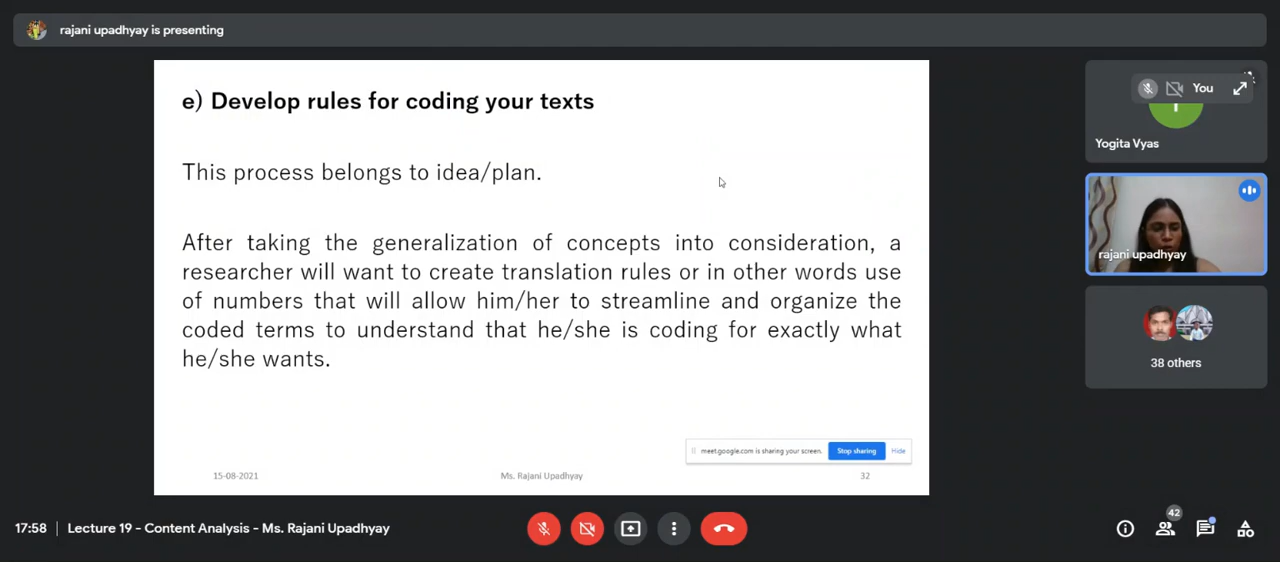 rajani upadhyay is presenting
e) Develop rules for coding your texts
This process belongs to idea/plan.
After taking the generalization of concepts into consideration, a
researcher will want to create translation rules or in other words use
of numbers that will allow him/her to streamline and organize the
coded terms to understand that he/she is coding for exactly what
he/she wants.
meet.google.com is sharing your screen.
Stop sharing
Hide
15-08-2021
Ms. Rajani Upadhyay
32
You
Yogita Vyas
rajani upadhyay
38 others
17:58 | Lecture 19 - Content Analysis - Ms. Rajani Upadhyay
42